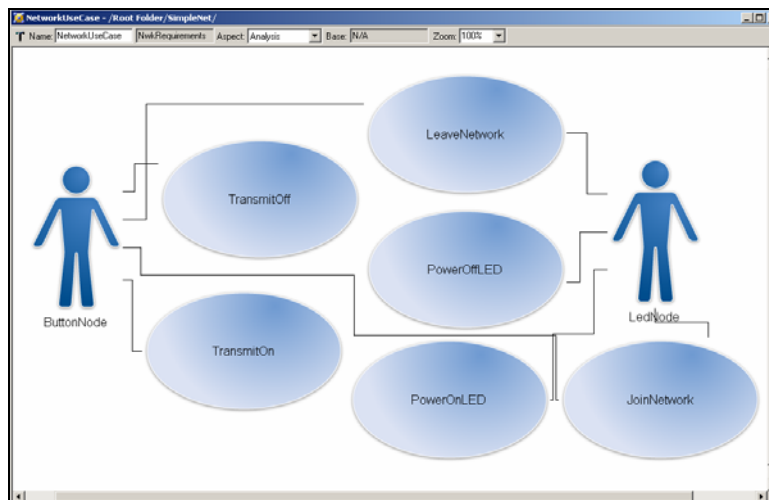 NetworkUseCase - /Root Folder/SimpleNet/
Name: NetworkUseCase NwkRequirements Aspect: Analysis Base: N/A Zoom: 100%
LeaveNetwork
TransmitOff
PowerOffLED
ButtonNode
LedNode
TransmitOn
PowerOnLED
JoinNetwork